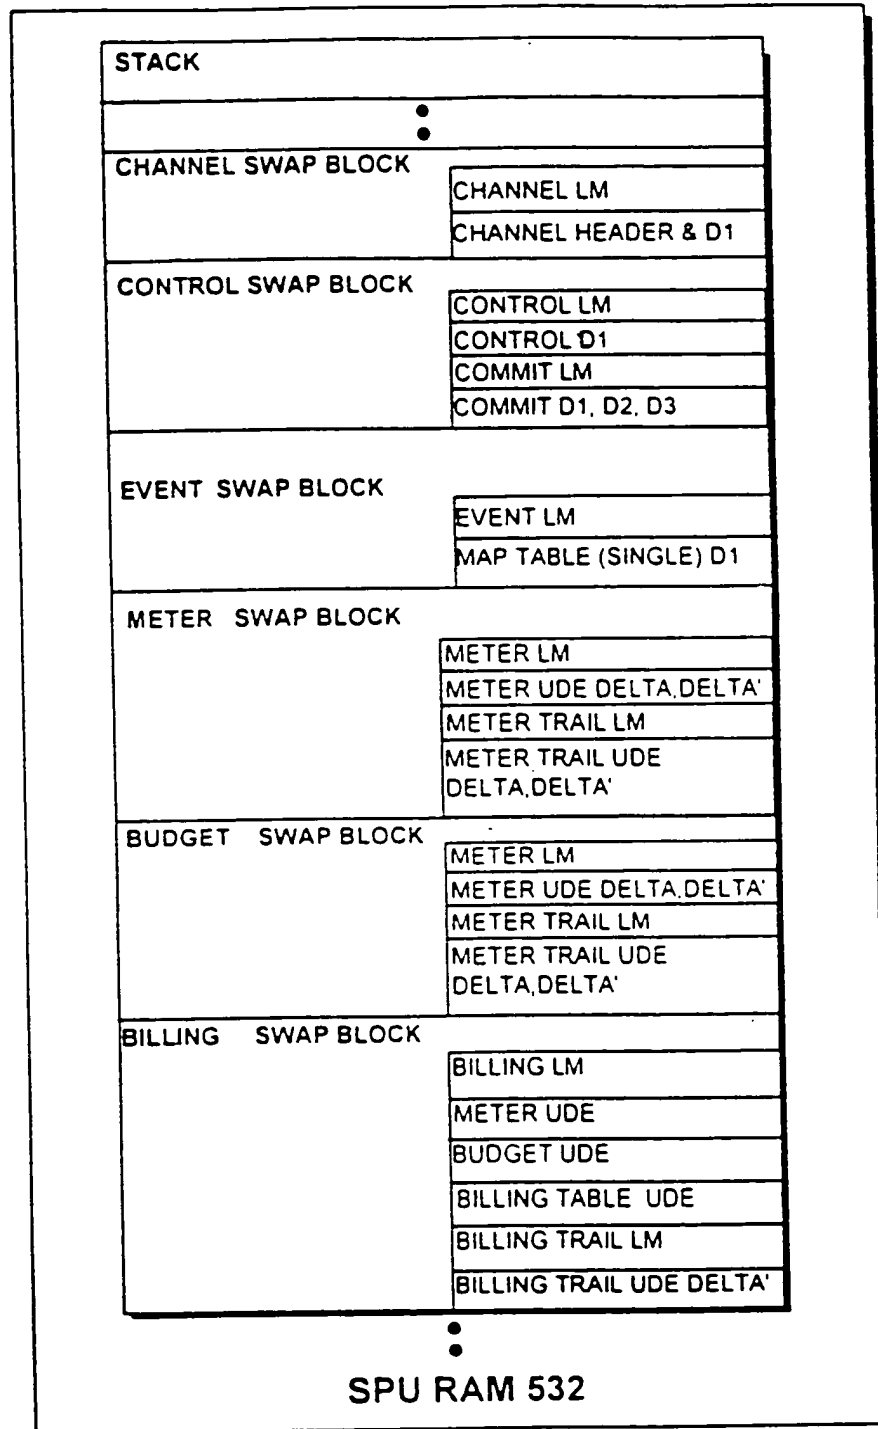 STACK
CHANNEL SWAP BLOCK
CHANNEL LM
CHANNEL HEADER & D1
CONTROL SWAP BLOCK
CONTROL LM
CONTROL D1
COMMIT LM
COMMIT D1, D2, D3
EVENT SWAP BLOCK
EVENT LM
MAP TABLE (SINGLE) D1
METER SWAP BLOCK
METER LM
METER UDE DELTA,DELTA'
METER TRAIL LM
METER TRAIL UDE
DELTA,DELTA'
BUDGET SWAP BLOCK
METER LM
METER UDE DELTA,DELTA'
METER TRAIL LM
METER TRAIL UDE
DELTA,DELTA'
BILLING SWAP BLOCK
BILLING LM
METER UDE
BUDGET UDE
BILLING TABLE UDE
BILLING TRAIL LM
BILLING TRAIL UDE DELTA'
SPU RAM 532